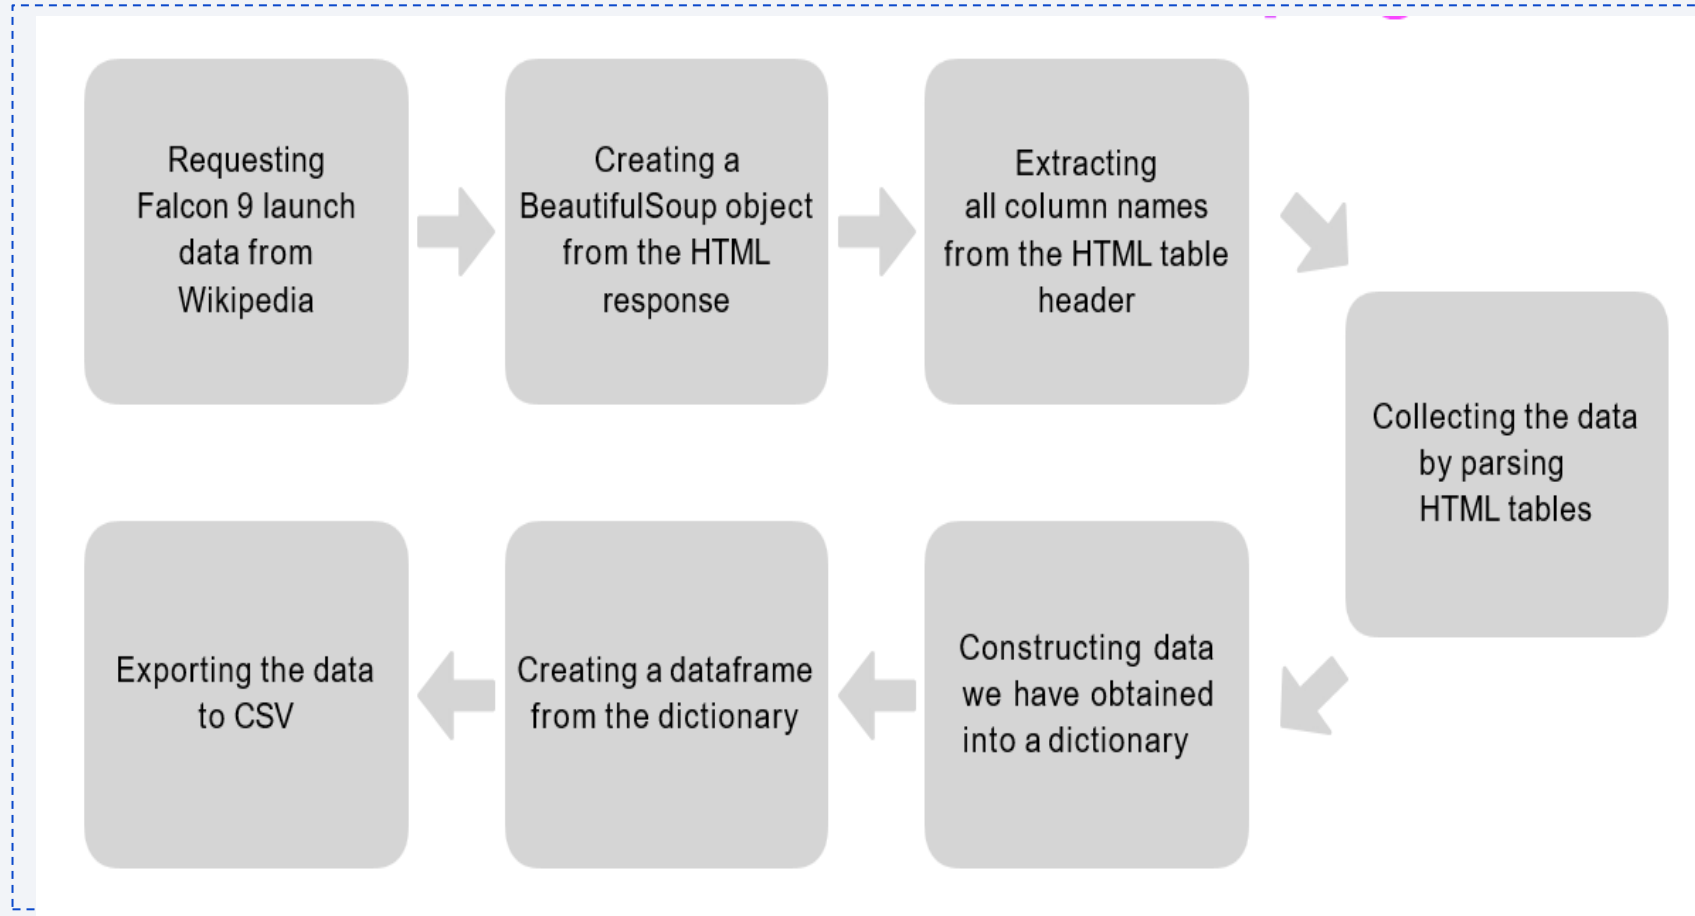 Requesting
Falcon 9 launch
data from
Wikipedia
Creating a
BeautifulSoup object
from the HTML
response
Extracting
all column names
from the HTML table
header
Collecting the data
by parsing
HTML tables
Constructing data
we have obtained
into a dictionary
Creating a dataframe
from the dictionary
Exporting the data
to CSV